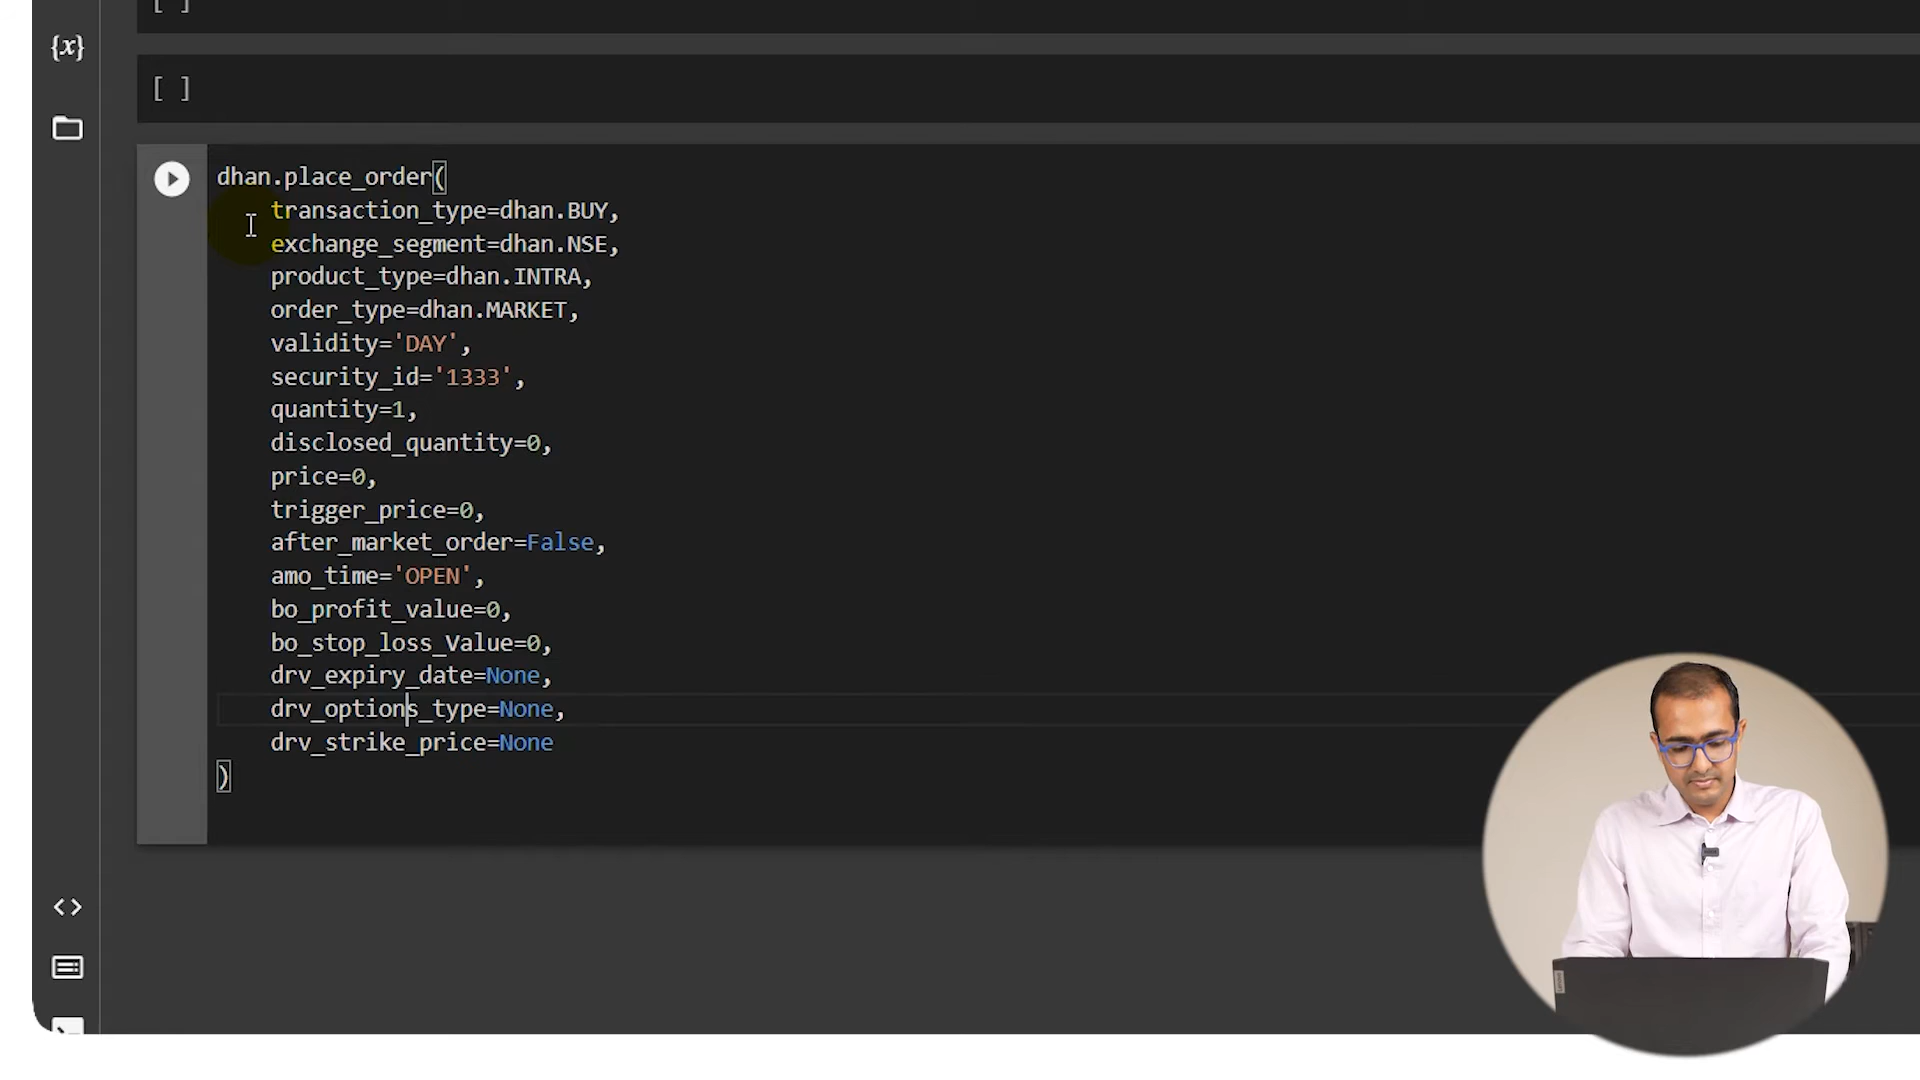 [ ]
{x}
[ ]
dhan.place_order(
transaction_type=dhan.BUY,
exchange_segment=dhan.NSE,
product_type=dhan.INTRA,
order_type=dhan.MARKET,
validity='DAY',
security_id='1333',
quantity=1,
disclosed_quantity=0,
price=0,
trigger_price=0,
after_market_order=False,
amo_time='OPEN',
bo_profit_value=0,
bo_stop_loss_Value=0,
drv_expiry_date=None,
drv_options_type=None,
drv_strike_price=None
)
Lenovo